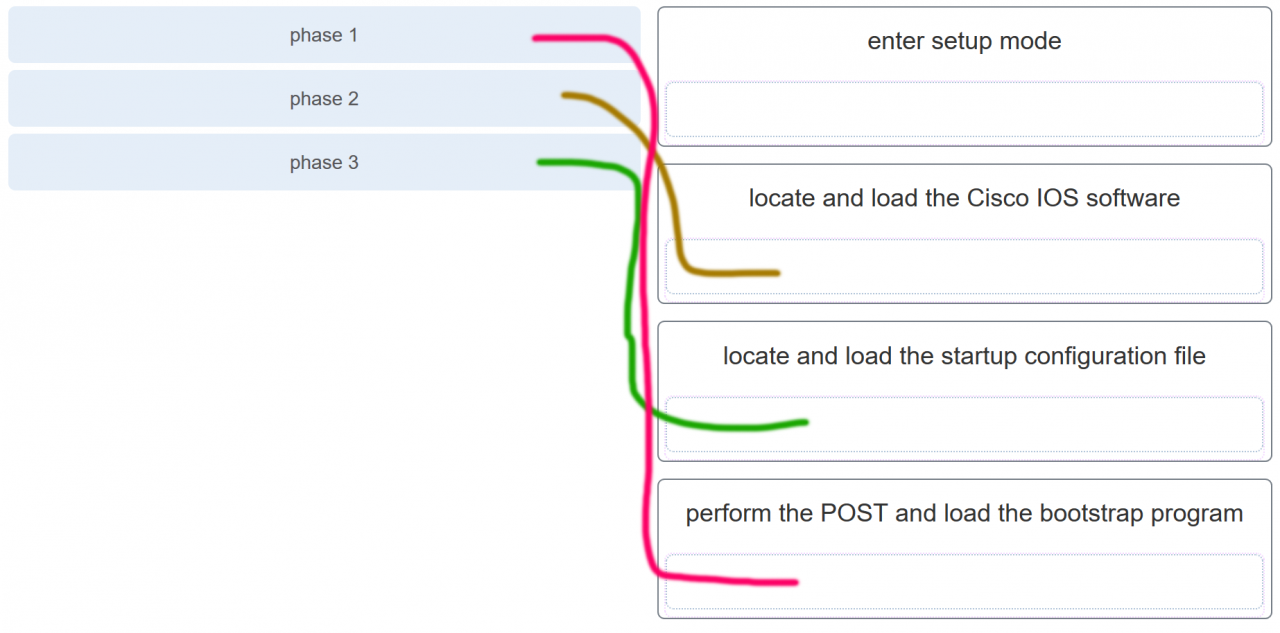 phase 1
phase 2
phase 3
enter setup mode
locate and load the Cisco IOS software
locate and load the startup configuration file
perform the POST and load the bootstrap program